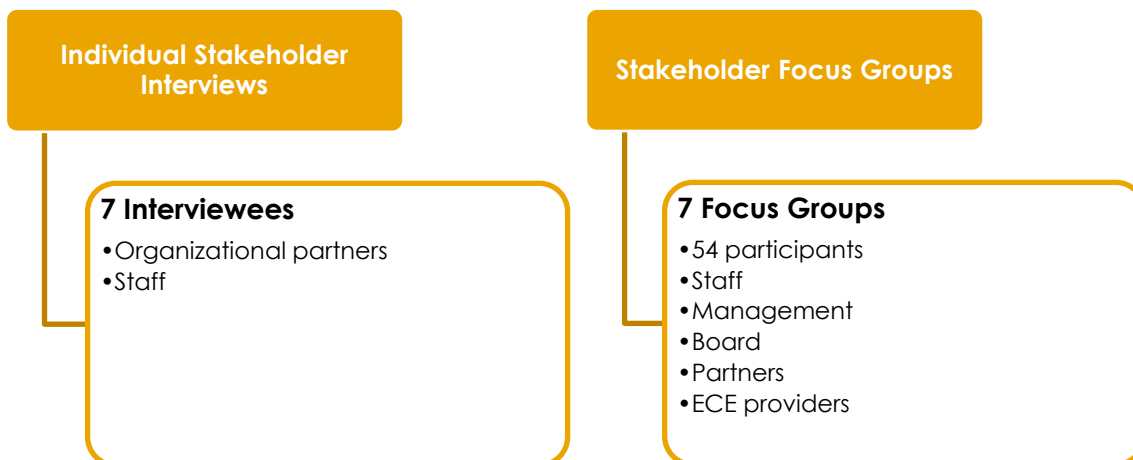 Individual Stakeholder
Interviews
7 Interviewees
•Organizational partners
•Staff
Stakeholder Focus Groups
7 Focus Groups
•54 participants
•Staff
•Management
•Board
•Partners
•ECE providers